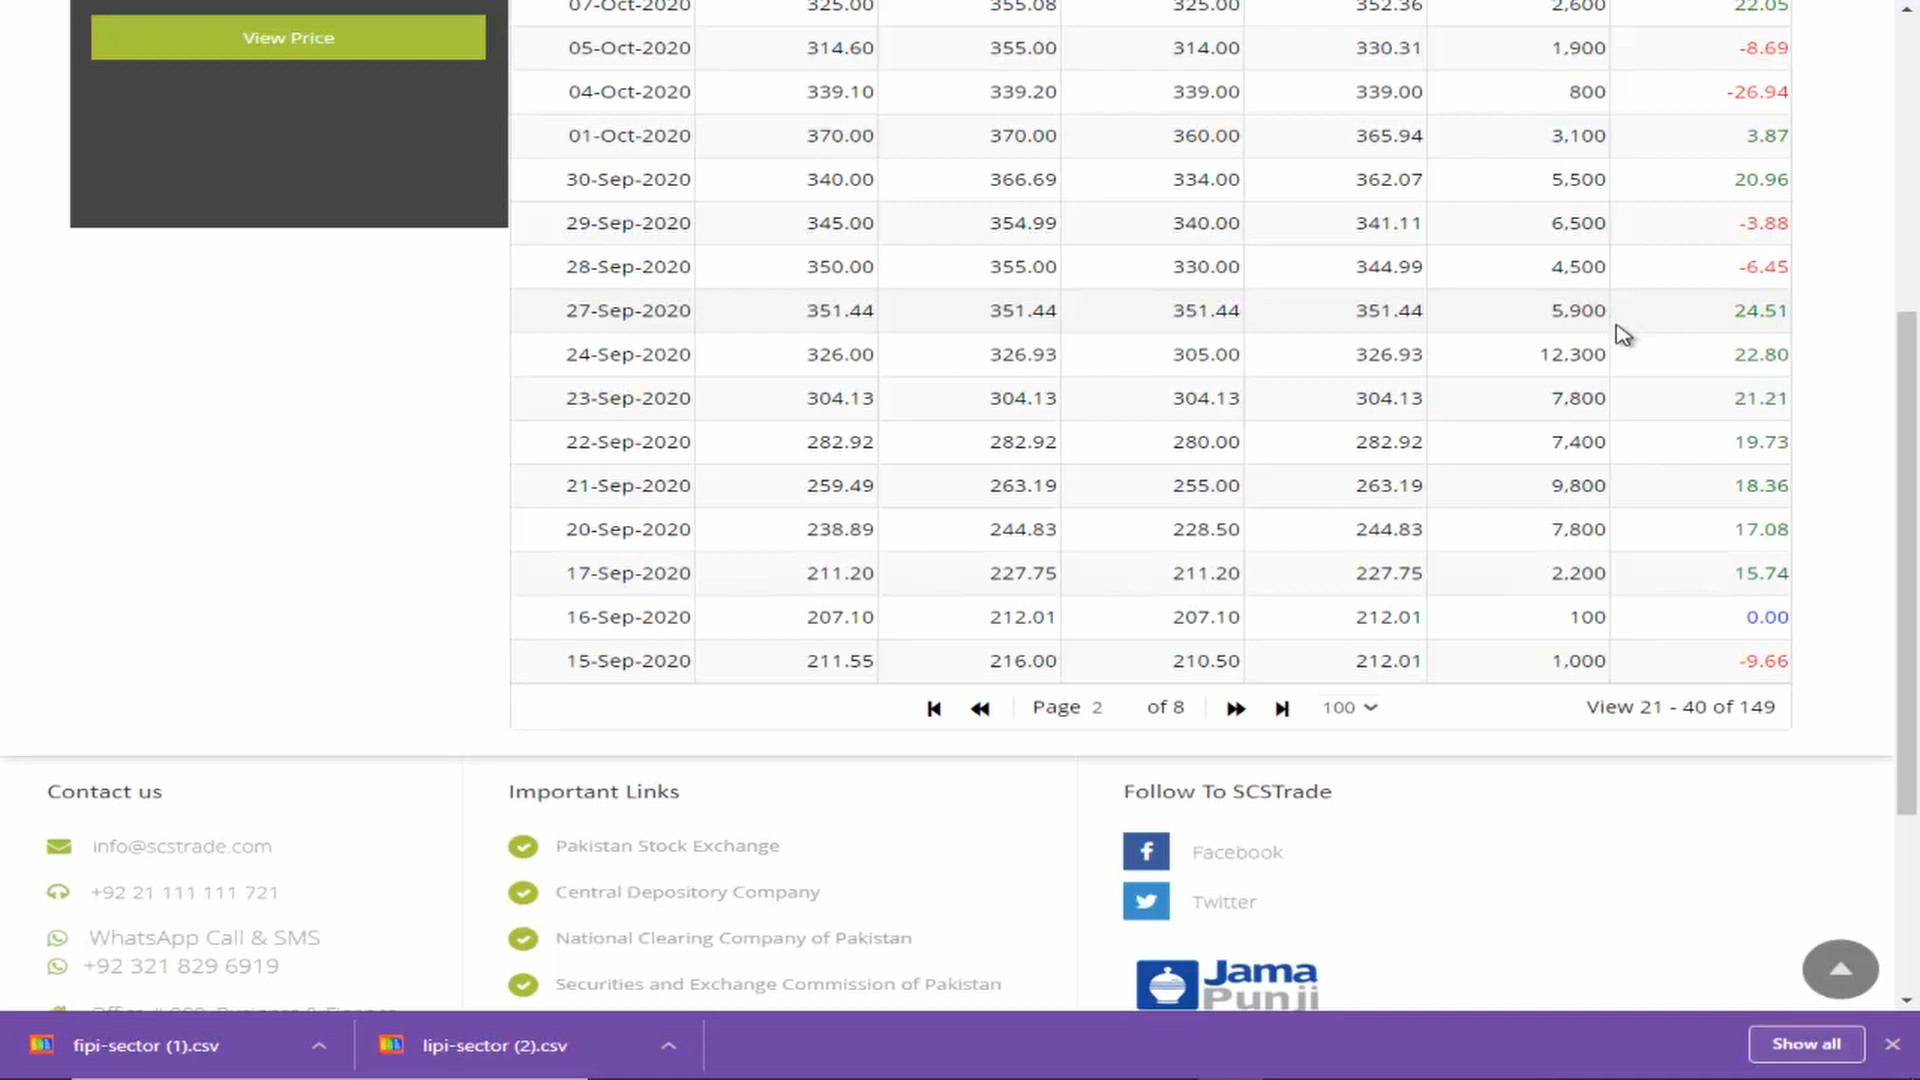 View Price
07-Oct-2020 325.00 355.08 325.00 352.36 2,600 22.05
05-Oct-2020 314.60 355.00 314.00 330.31 1,900 -8.69
04-Oct-2020 339.10 339.20 339.00 339.00 800 -26.94
01-Oct-2020 370.00 370.00 360.00 365.94 3,100 3.87
30-Sep-2020 340.00 366.69 334.00 362.07 5,500 20.96
29-Sep-2020 345.00 354.99 340.00 341.11 6,500 -3.88
28-Sep-2020 350.00 355.00 330.00 344.99 4,500 -6.45
27-Sep-2020 351.44 351.44 351.44 351.44 5,900 24.51
24-Sep-2020 326.00 326.93 305.00 326.93 12,300 22.80
23-Sep-2020 304.13 304.13 304.13 304.13 7,800 21.21
22-Sep-2020 282.92 282.92 280.00 282.92 7,400 19.73
21-Sep-2020 259.49 263.19 255.00 263.19 9,800 18.36
20-Sep-2020 238.89 244.83 228.50 244.83 7,800 17.08
17-Sep-2020 211.20 227.75 211.20 227.75 2,200 15.74
16-Sep-2020 207.10 212.01 207.10 212.01 100 0.00
15-Sep-2020 211.55 216.00 210.50 212.01 1,000 -9.66
Page 2 of 8 100 View 21 - 40 of 149
Contact us
info@scstrade.com
+92 21 111 111 721
WhatsApp Call & SMS
+92 321 829 6919
Important Links
Pakistan Stock Exchange
Central Depository Company
National Clearing Company of Pakistan
Securities and Exchange Commission of Pakistan
Follow To SCSTrade
Facebook
Twitter
Jama
Punji
fipi-sector (1).csv
lipi-sector (2).csv
Show all